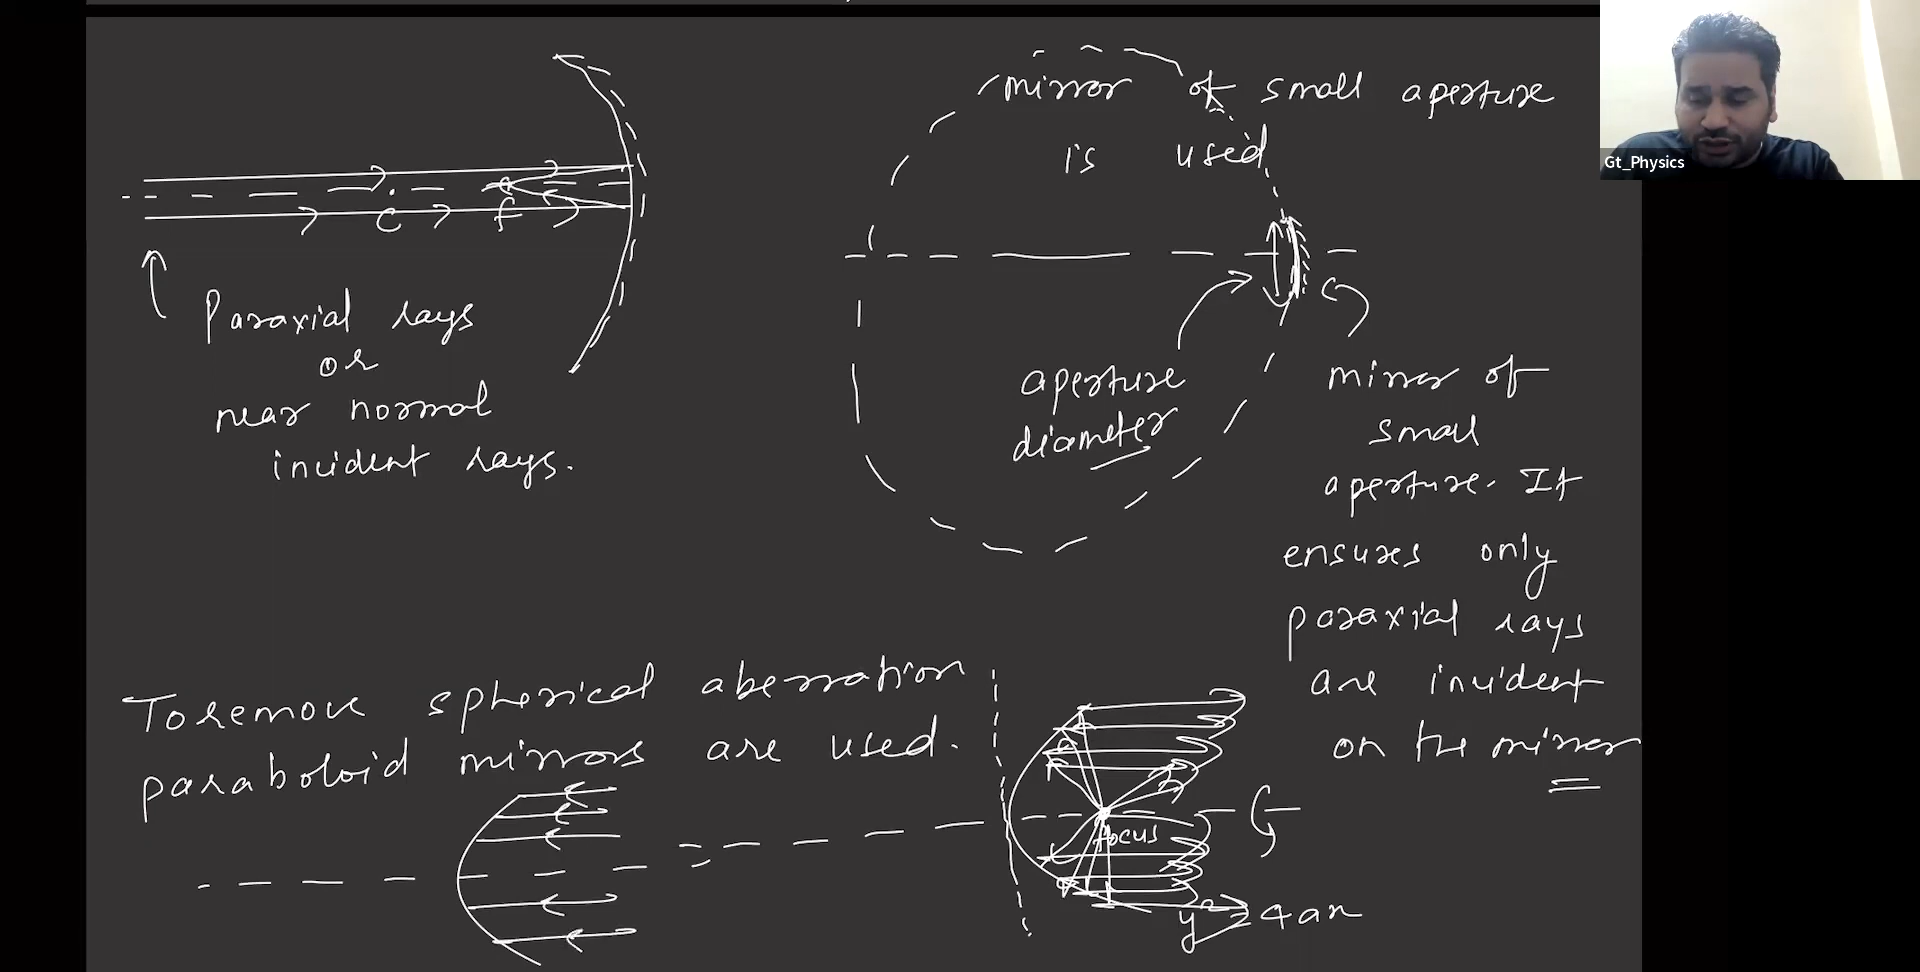 mirror of small aperture
is used
Gt_Physics
C f
Paraxial rays
or
near normal
incident rays.
aperture
diameter
mirror of
small
aperture. It
ensures only
paraxial rays
are incident
on the mirror
To remove spherical aberration
paraboloid mirrors are used.
focus
y²=4ax